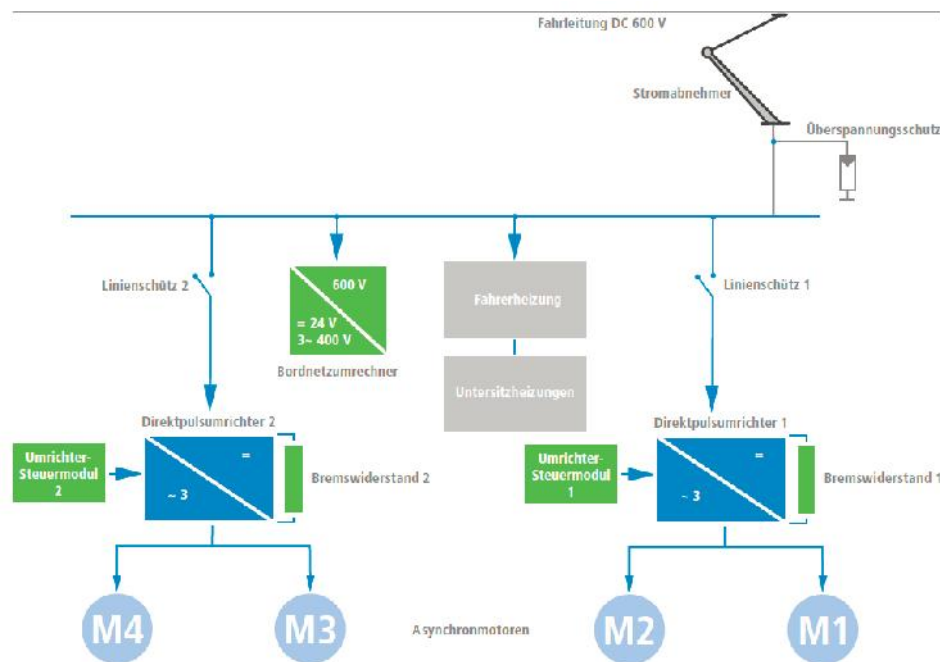 Fahrleitung DC 600 V
Stromabnehmer
Überspannungsschutz
Linienschütz 2
600 V
= 24 V
3~ 400 V
Bordnetzumrechner
Fahrerheizung
Untersitzheizungen
Linienschütz 1
Direktpulsumrichter 2
Umrichter-
Steuermodul
2
=
~ 3
Bremswiderstand 2
Direktpulsumrichter 1
Umrichter-
Steuermodul
1
=
~ 3
Bremswiderstand 1
M4
M3
Asynchronmotoren
M2
M1